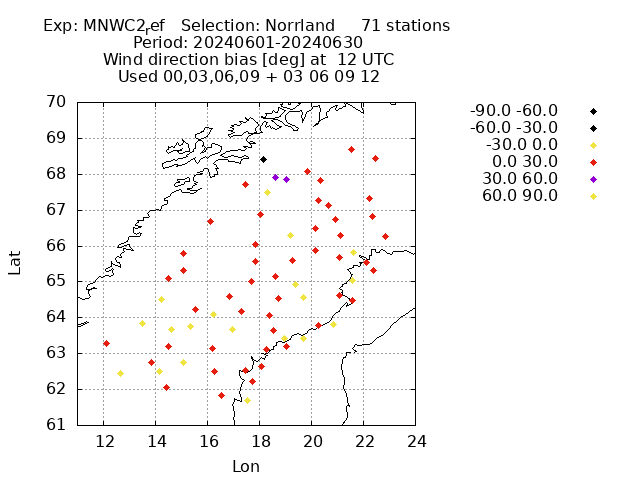 Exp: MNWC2ref   Selection: Norrland     71 stations
Period: 20240601-20240630
Wind direction bias [deg] at  12 UTC
Used 00,03,06,09 + 03 06 09 12
-90.0 -60.0
-60.0 -30.0
-30.0 0.0
0.0 30.0
30.0 60.0
60.0 90.0
70
69
68
67
66
65
64
63
62
61
Lat
12 14 16 18 20 22 24
Lon